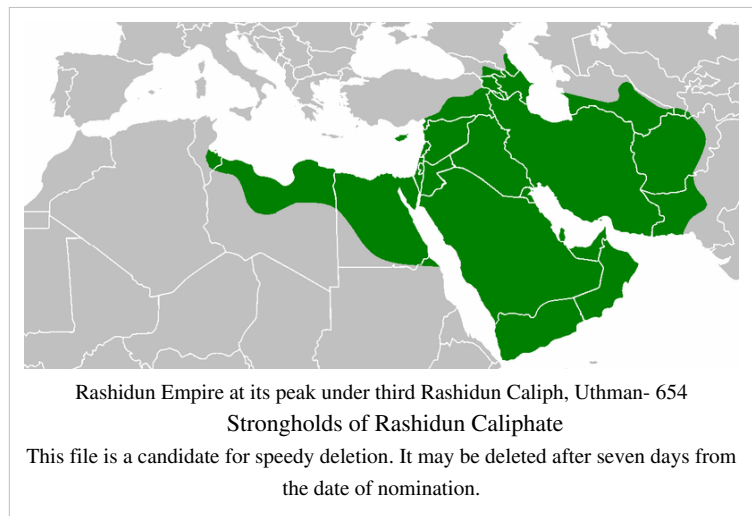 Rashidun Empire at its peak under third Rashidun Caliph, Uthman- 654
Strongholds of Rashidun Caliphate
This file is a candidate for speedy deletion. It may be deleted after seven days from
the date of nomination.